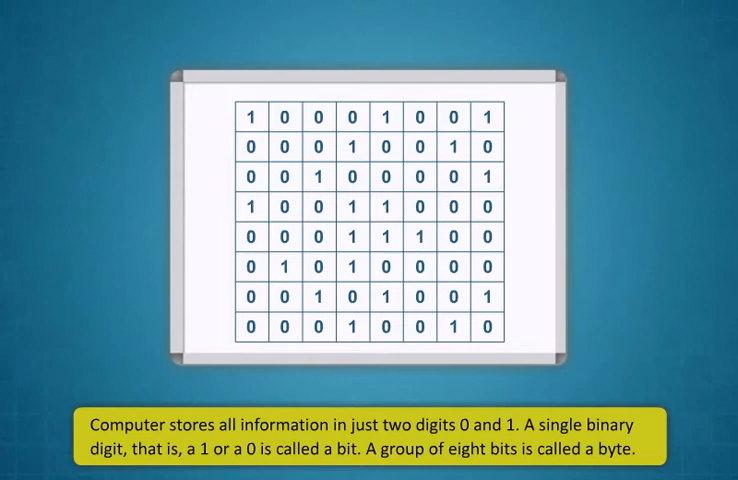 1 0 0 0 1 0 0 1
0 0 0 1 0 0 1 0
0 0 1 0 0 0 0 1
1 0 0 1 1 0 0 0
0 0 0 1 1 1 0 0
0 1 0 1 0 0 0 0
0 0 1 0 1 0 0 1
0 0 0 1 0 0 1 0
Computer stores all information in just two digits 0 and 1. A single binary
digit, that is, a 1 or a 0 is called a bit. A group of eight bits is called a byte.